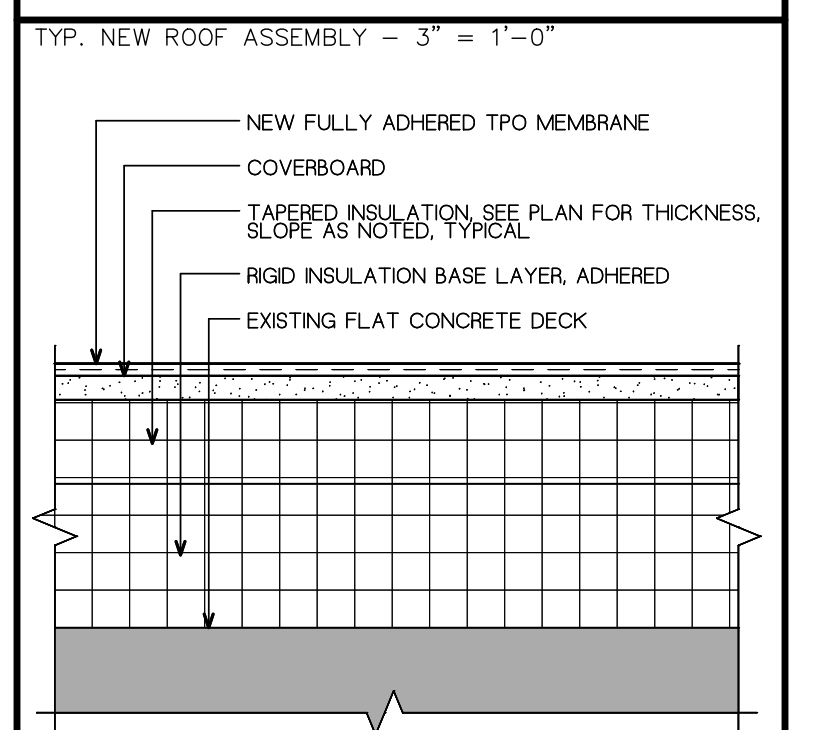 TYP. NEW ROOF ASSEMBLY – 3" = 1'–0"
NEW FULLY ADHERED TPO MEMBRANE
COVERBOARD
TAPERED INSULATION, SEE PLAN FOR THICKNESS,
SLOPE AS NOTED, TYPICAL
RIGID INSULATION BASE LAYER, ADHERED
EXISTING FLAT CONCRETE DECK